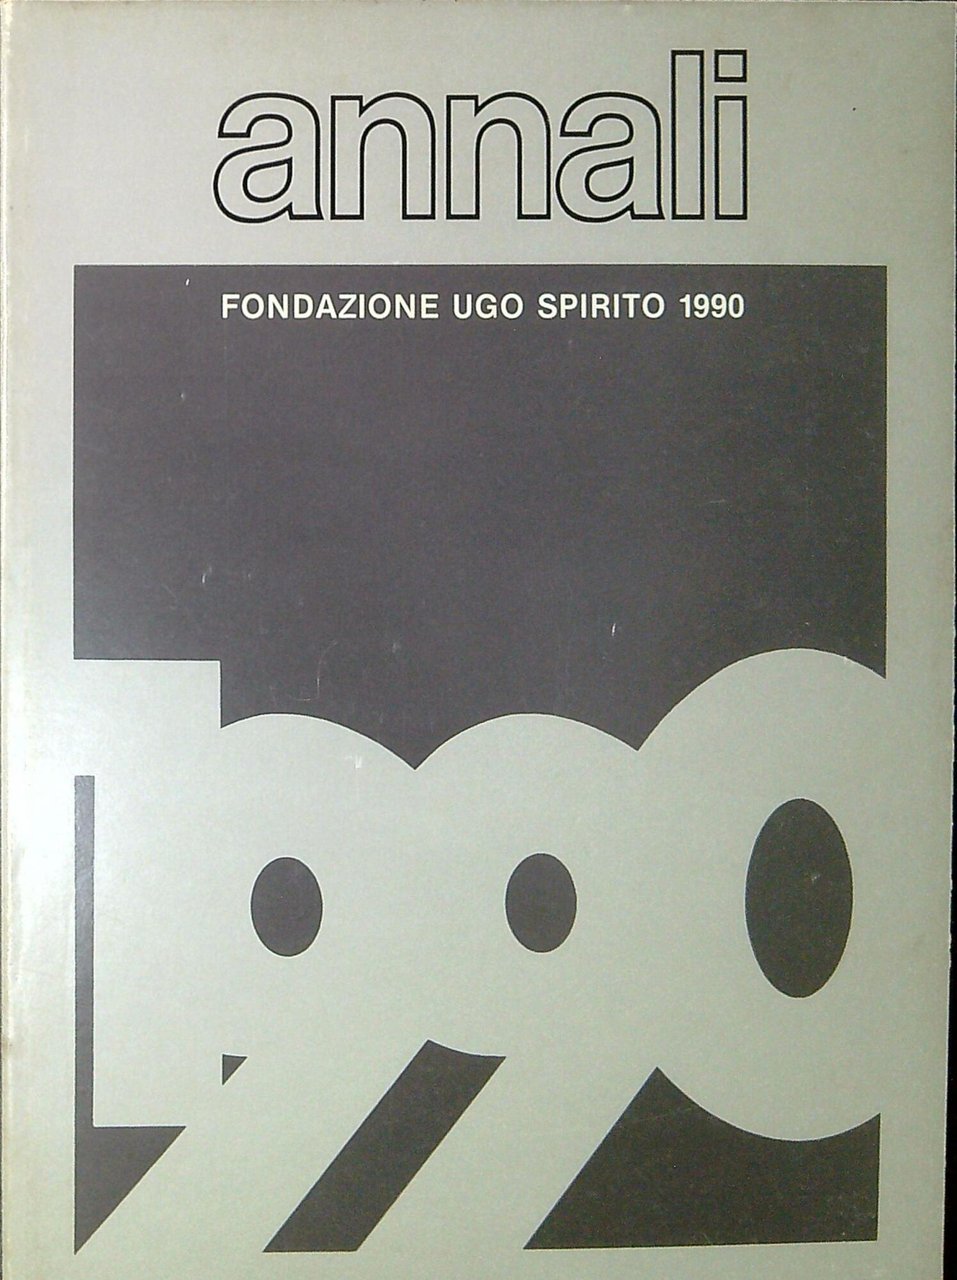 annali
FONDAZIONE UGO SPIRITO 1990
1990